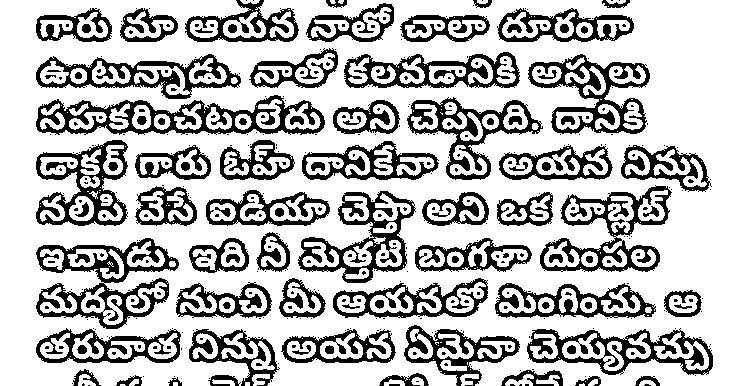 గారు మా ఆయన నాతో చాలా దూరంగా
ఉంటున్నాడు. నాతో కలవడానికి అస్సలు
సహకరించటంలేదు అని చెప్పింది. దానికి
డాక్టర్ గారు ఓహ్ దానికేనా మీ అయన నిన్ను
నలిపి వేసే ఐడియా చెప్తా అని ఒక టాబ్లెట్
ఇచ్చాడు. ఇది నీ మెత్తటి బంగళా దుంపల
మద్యలో నుంచి మీ ఆయనతో మింగించు. ఆ
తరువాత నిన్ను అయన ఏమైనా చెయ్యవచ్చు